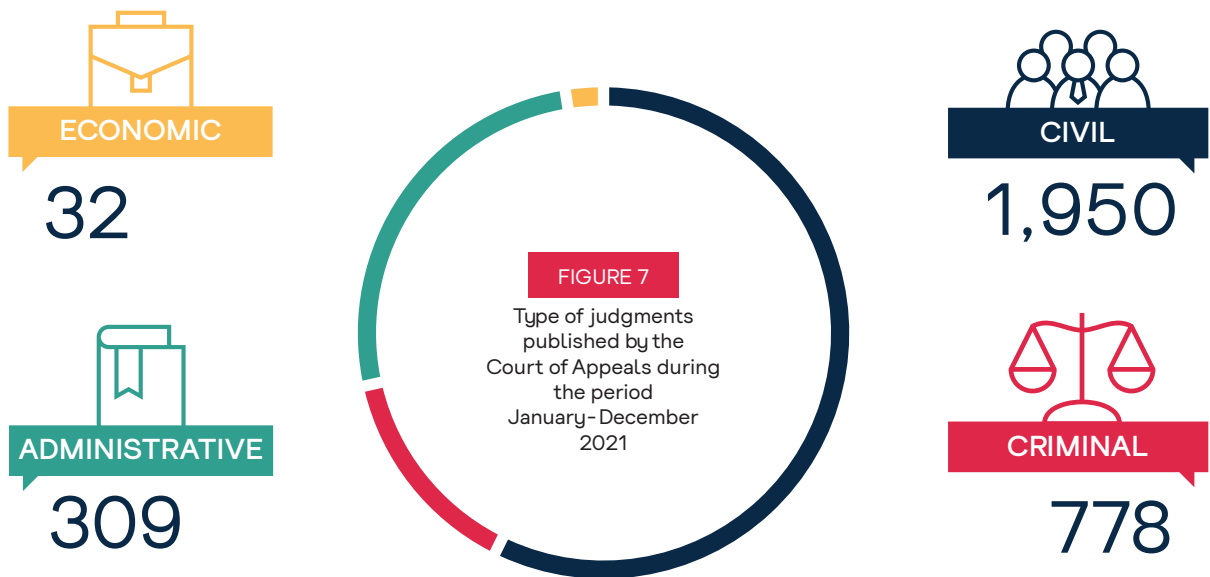 ECONOMIC
32
ADMINISTRATIVE
309
FIGURE 7
Type of judgments
published by the
Court of Appeals during
the period
January-December
2021
CIVIL
1,950
CRIMINAL
778